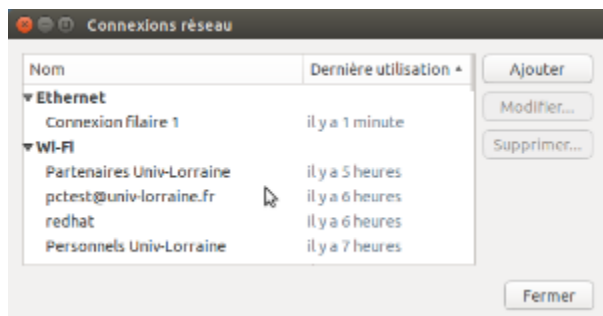 Connexions réseau
Nom Dernière utilisation Ajouter
Ethernet Modifier...
Connexion filaire 1 il y a 1 minute
Wi-Fi Supprimer...
Partenaires Univ-Lorraine il y a 5 heures
pctest@univ-lorraine.fr il y a 6 heures
redhat il y a 6 heures
Personnels Univ-Lorraine il y a 7 heures
Fermer